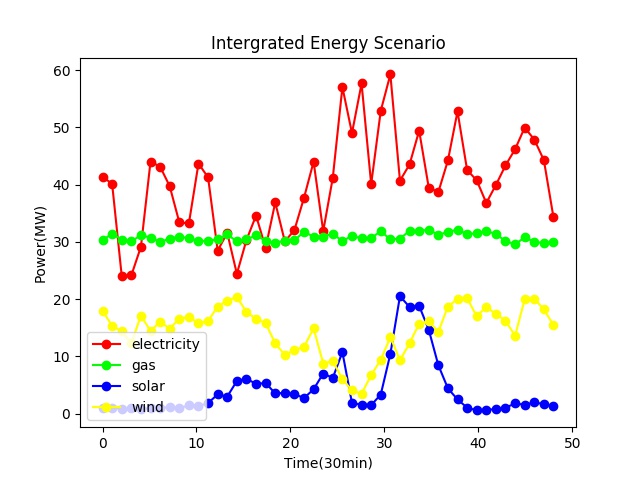 Intergrated Energy Scenario
Power(MW)
60
50
40
30
20
10
0
electricity
gas
solar
wind
0 10 20 30 40 50
Time(30min)